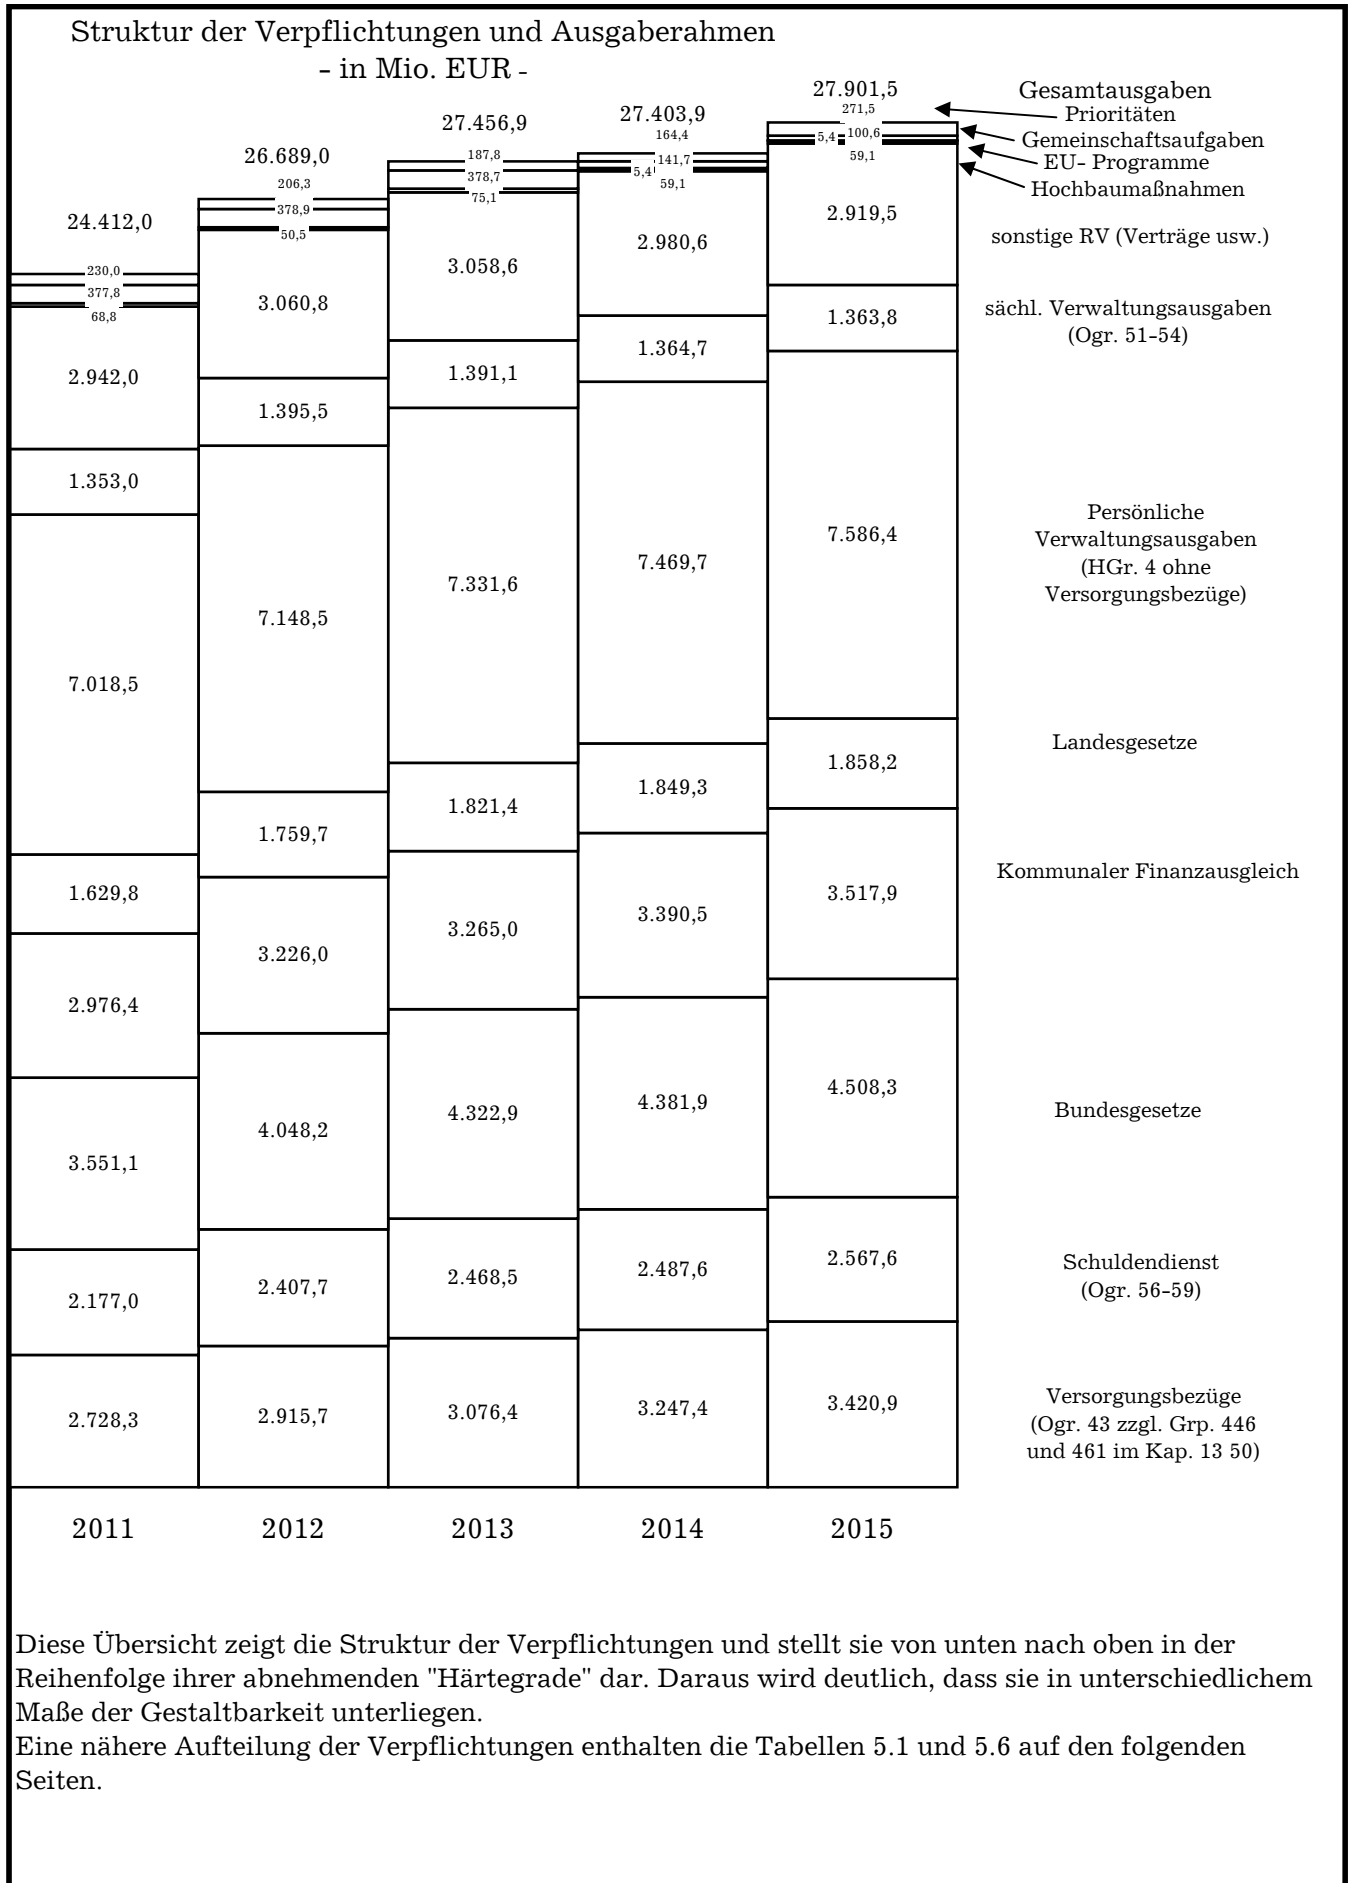 Struktur der Verpflichtungen und Ausgaberahmen
- in Mio. EUR -
24.412,0
230,0
377,8
68,8
2.942,0
1.353,0
7.018,5
1.629,8
2.976,4
3.551,1
2.177,0
2.728,3
2011
26.689,0
206,3
378,9
50,5
3.060,8
1.395,5
7.148,5
1.759,7
3.226,0
4.048,2
2.407,7
2.915,7
2012
27.456,9
187,8
378,7
75,1
3.058,6
1.391,1
7.331,6
1.821,4
3.265,0
4.322,9
2.468,5
3.076,4
2013
27.403,9
164,4
141,7
5,4
59,1
2.980,6
1.364,7
7.469,7
1.849,3
3.390,5
4.381,9
2.487,6
3.247,4
2014
27.901,5
271,5
5,4 100,6
59,1
2.919,5
1.363,8
7.586,4
1.858,2
3.517,9
4.508,3
2.567,6
3.420,9
2015
Gesamtausgaben
Prioritäten
Gemeinschaftsaufgaben
EU- Programme
Hochbaumaßnahmen
sonstige RV (Verträge usw.)
sächl. Verwaltungsausgaben
(Ogr. 51-54)
Persönliche
Verwaltungsausgaben
(HGr. 4 ohne
Versorgungsbezüge)
Landesgesetze
Kommunaler Finanzausgleich
Bundesgesetze
Schuldendienst
(Ogr. 56-59)
Versorgungsbezüge
(Ogr. 43 zzgl. Grp. 446
und 461 im Kap. 13 50)
Diese Übersicht zeigt die Struktur der Verpflichtungen und stellt sie von unten nach oben in der
Reihenfolge ihrer abnehmenden "Härtegrade" dar. Daraus wird deutlich, dass sie in unterschiedlichem
Maße der Gestaltbarkeit unterliegen.
Eine nähere Aufteilung der Verpflichtungen enthalten die Tabellen 5.1 und 5.6 auf den folgenden
Seiten.